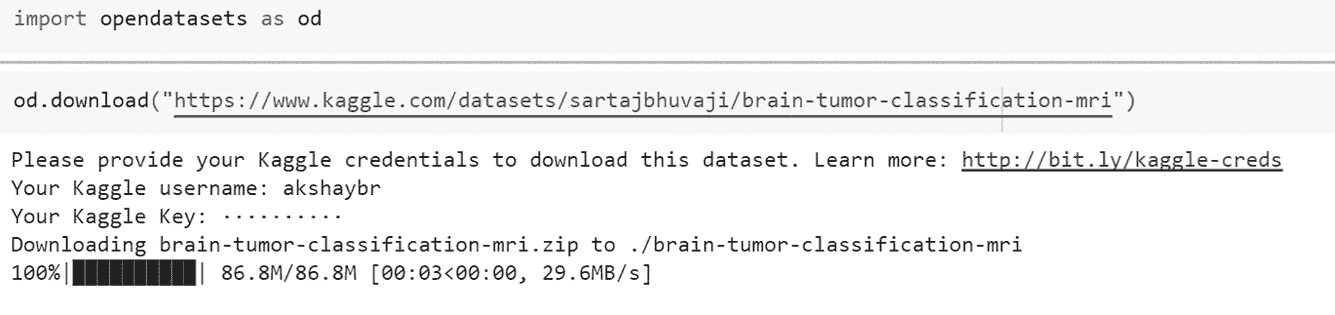 import opendatasets as od
od.download("https://www.kaggle.com/datasets/sartajbhuvaji/brain-tumor-classification-mri")
Please provide your Kaggle credentials to download this dataset. Learn more: http://bit.ly/kaggle-creds
Your Kaggle username: akshaybr
Your Kaggle Key: ··········
Downloading brain-tumor-classification-mri.zip to ./brain-tumor-classification-mri
100%|██████████| 86.8M/86.8M [00:03<00:00, 29.6MB/s]